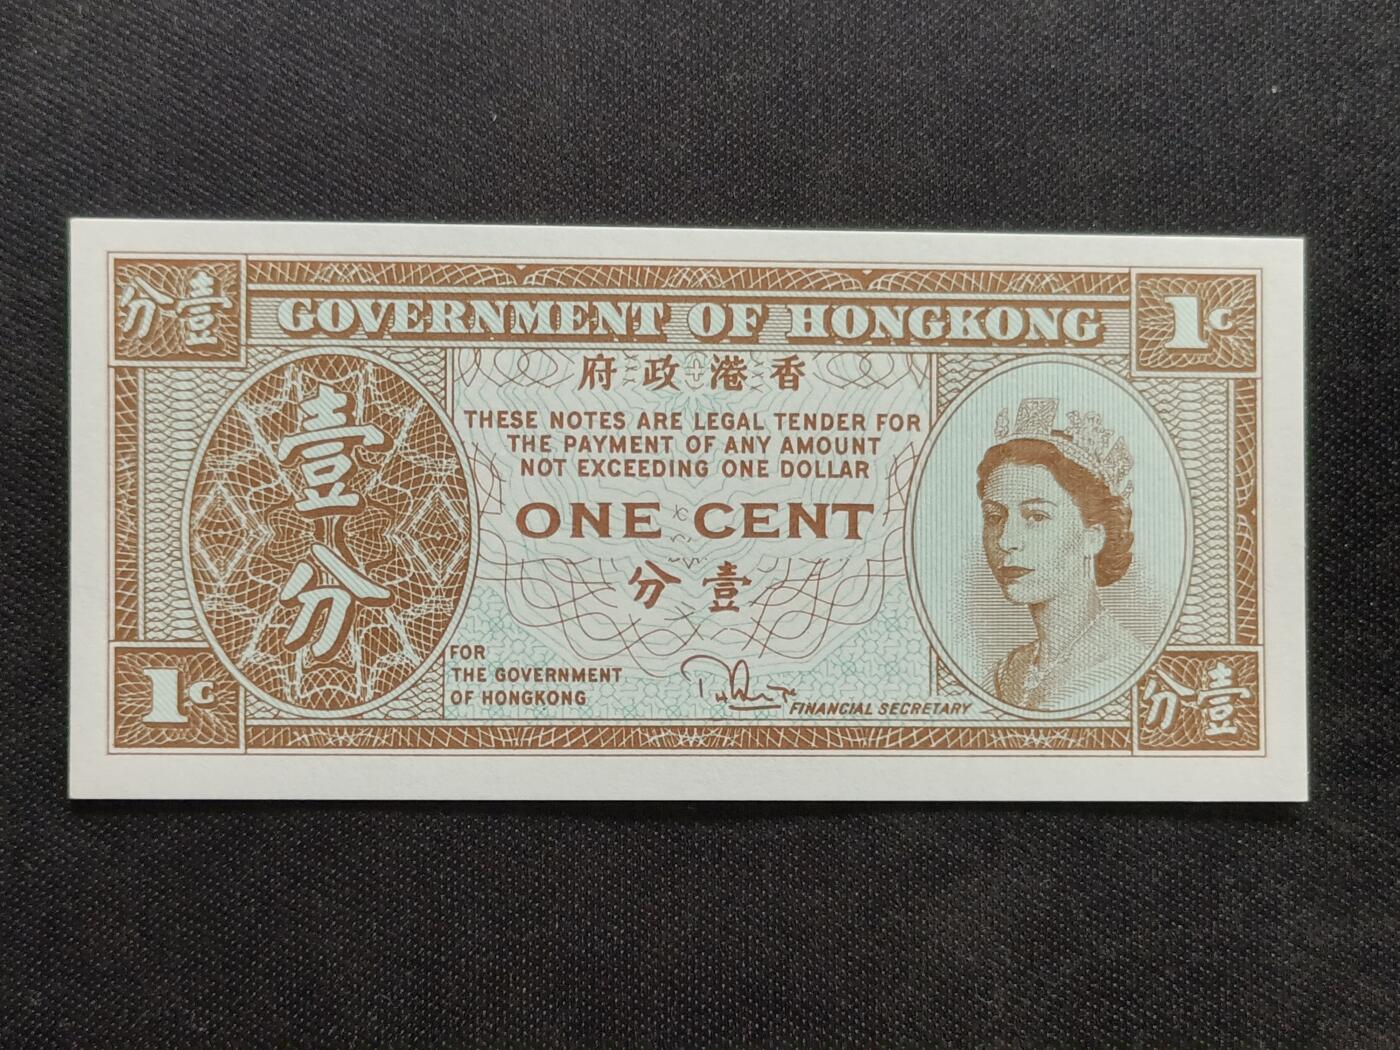 分壹
GOVERNMENT OF HONGKONG
1C
府政港香
THESE NOTES ARE LEGAL TENDER FOR
THE PAYMENT OF ANY AMOUNT
NOT EXCEEDING ONE DOLLAR
壹
分
ONE CENT
分壹
FOR
THE GOVERNMENT
OF HONGKONG
FINANCIAL SECRETARY
1C
分壹